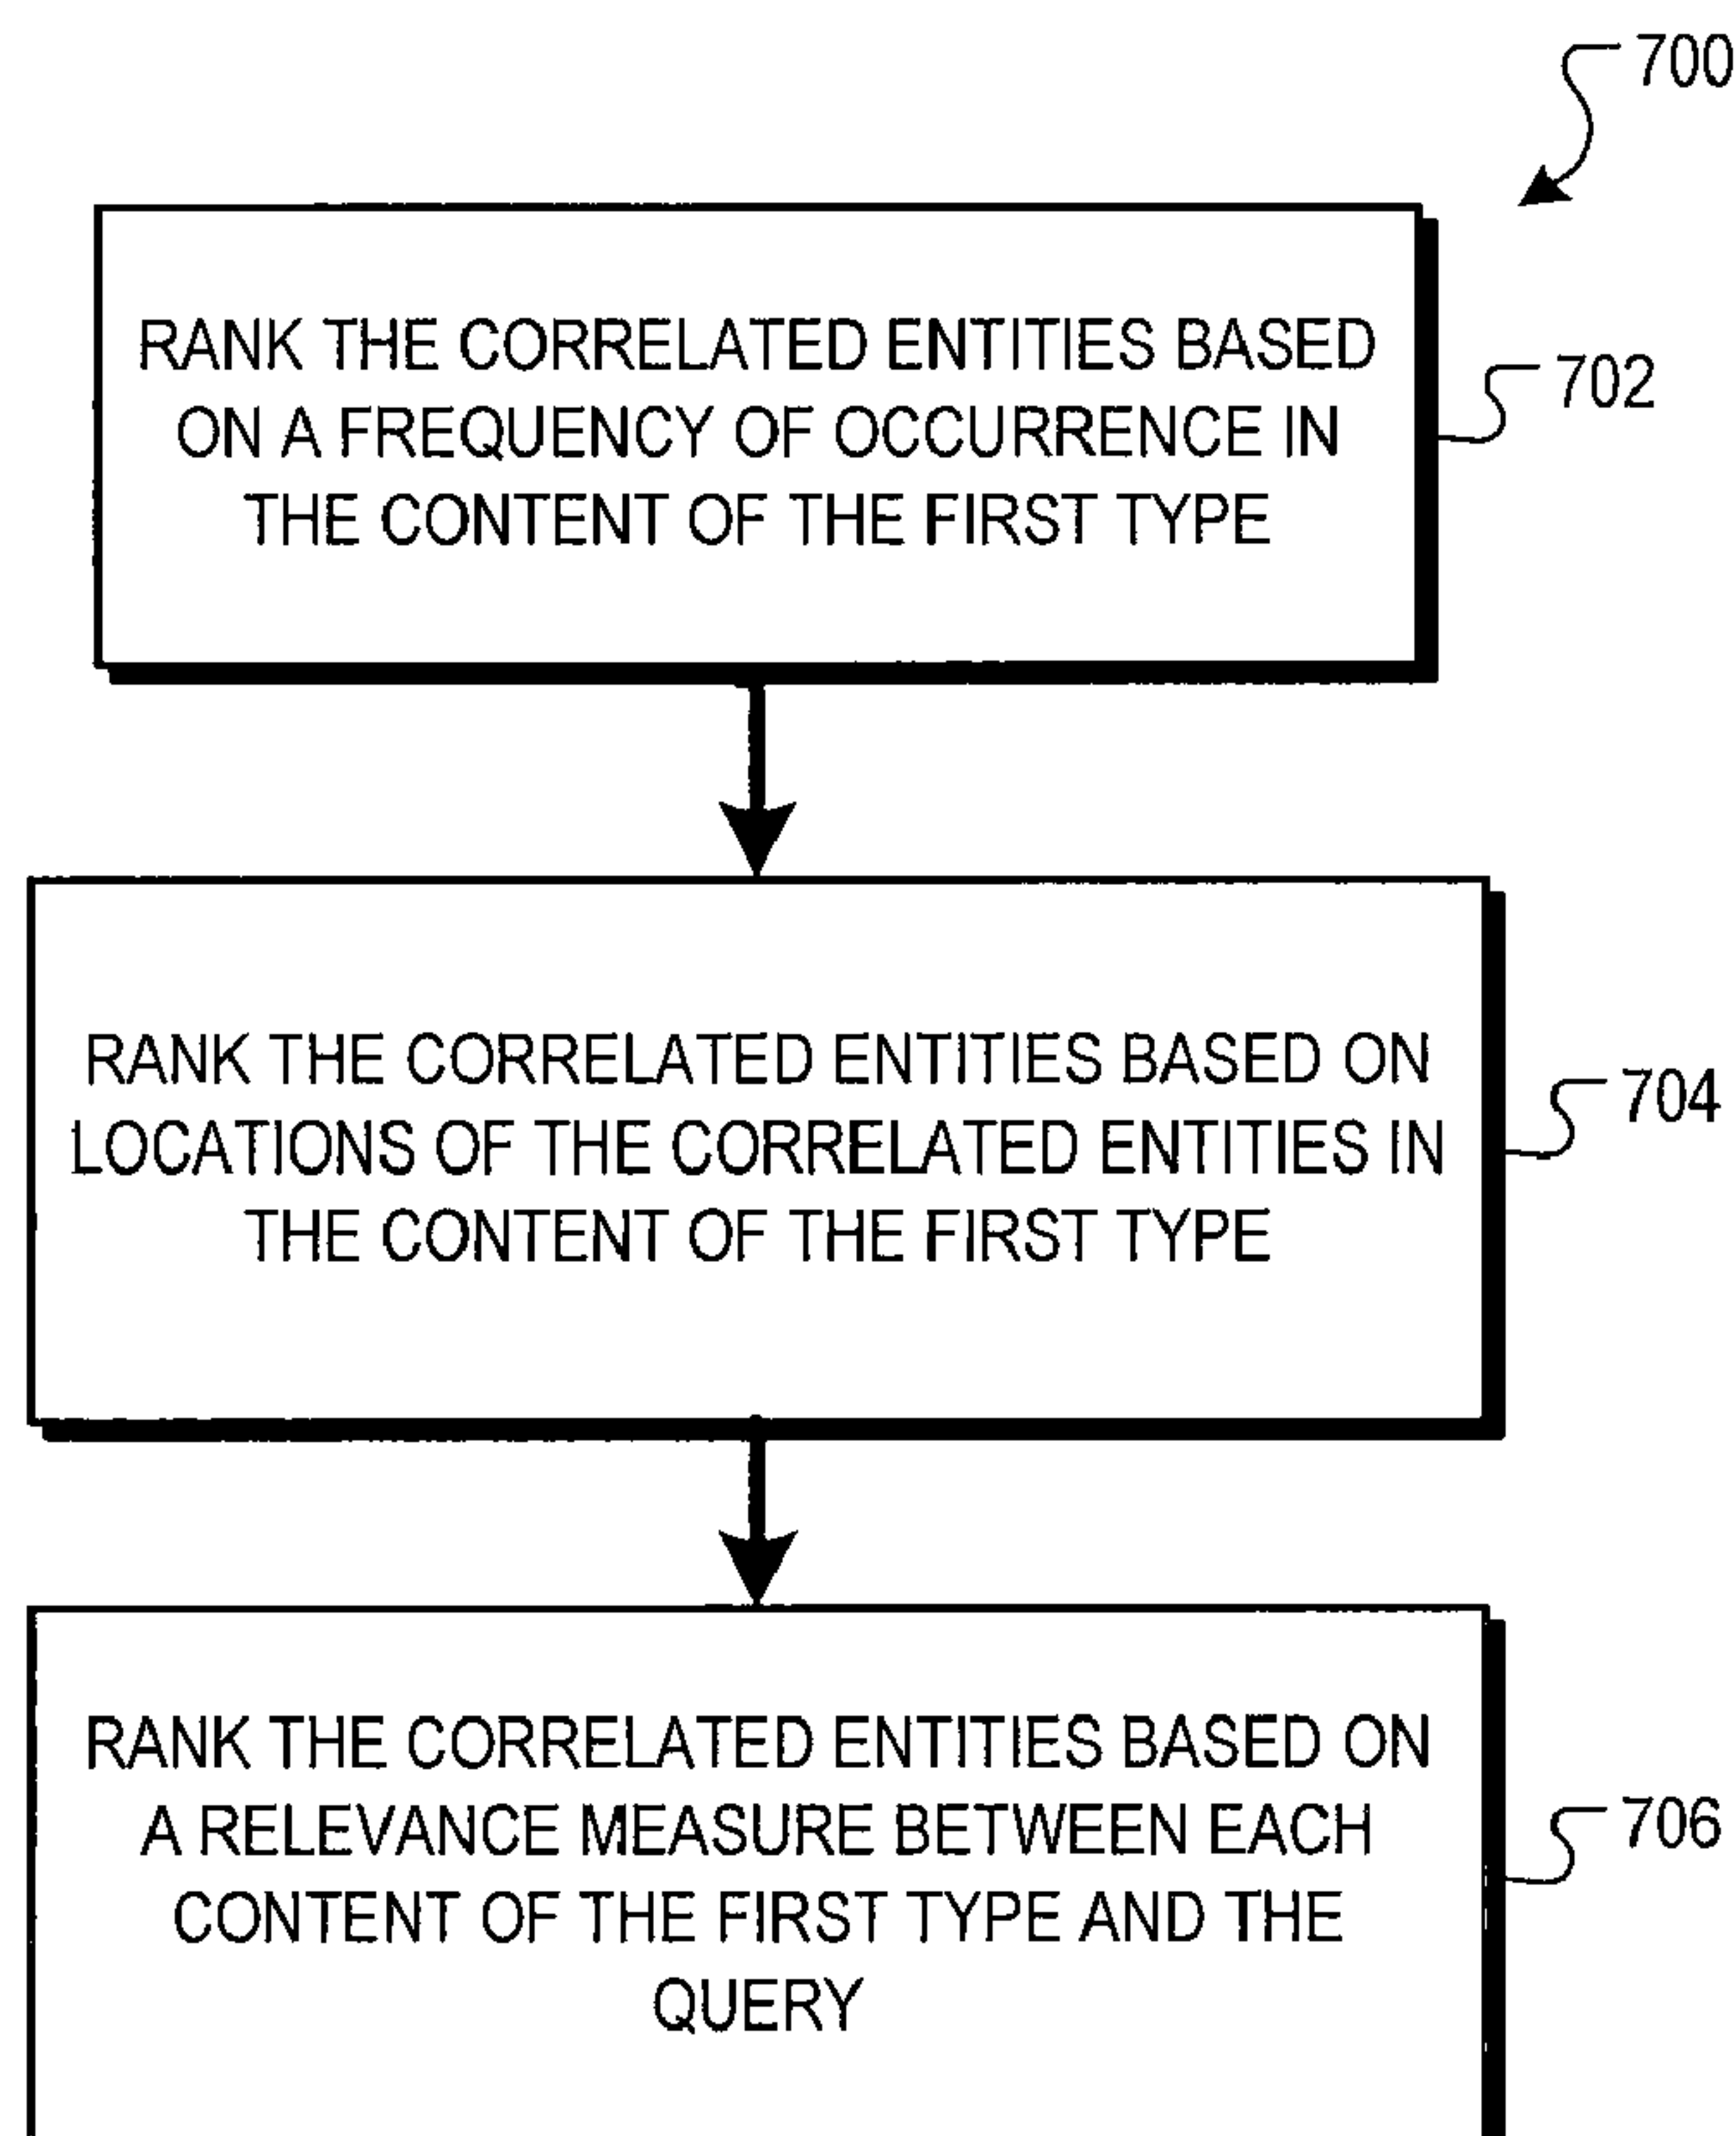 700
RANK THE CORRELATED ENTITIES BASED
ON A FREQUENCY OF OCCURRENCE IN
THE CONTENT OF THE FIRST TYPE
702
RANK THE CORRELATED ENTITIES BASED ON
LOCATIONS OF THE CORRELATED ENTITIES IN
THE CONTENT OF THE FIRST TYPE
704
RANK THE CORRELATED ENTITIES BASED ON
A RELEVANCE MEASURE BETWEEN EACH
CONTENT OF THE FIRST TYPE AND THE
QUERY
706